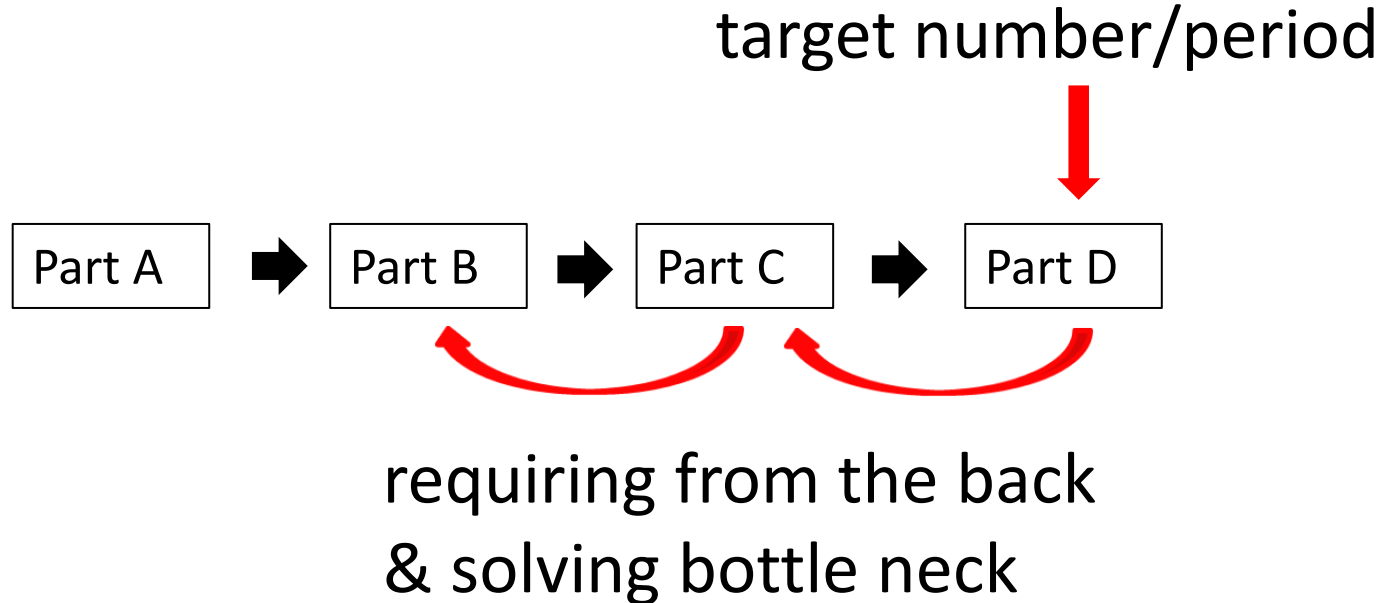 target number/period
Part A
Part B
Part C
Part D
requiring from the back
& solving bottle neck